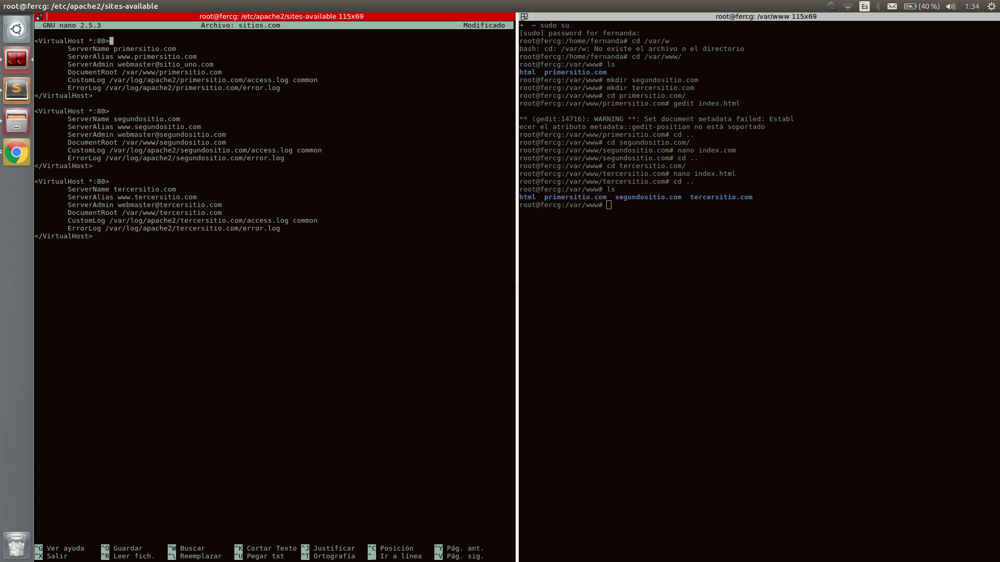 root@fercg: /etc/apache2/sites-available
Es
(40 %)
1:34
root@fercg: /etc/apache2/sites-available 115x69
GNU nano 2.5.3 Archivo: sitios.com Modificado
<VirtualHost *:80>
ServerName primersitio.com
ServerAlias www.primersitio.com
ServerAdmin webmaster@sitio_uno.com
DocumentRoot /var/www/primersitio.com
CustomLog /var/log/apache2/primersitio.com/access.log common
ErrorLog /var/log/apache2/primersitio.com/error.log
</VirtualHost>
<VirtualHost *:80>
ServerName segundositio.com
ServerAlias www.segundositio.com
ServerAdmin webmaster@segundositio.com
DocumentRoot /var/www/segundositio.com
CustomLog /var/log/apache2/segundositio.com/access.log common
ErrorLog /var/log/apache2/segundositio.com/error.log
</VirtualHost>
<VirtualHost *:80>
ServerName tercersitio.com
ServerAlias www.tercersitio.com
ServerAdmin webmaster@tercersitio.com
DocumentRoot /var/www/tercersitio.com
CustomLog /var/log/apache2/tercersitio.com/access.log common
ErrorLog /var/log/apache2/tercersitio.com/error.log
</VirtualHost>
^G Ver ayuda ^O Guardar ^W Buscar ^K Cortar Texto ^J Justificar ^C Posición ^Y Pág. ant.
^X Salir ^R Leer fich. ^\ Reemplazar ^U Pegar txt ^T Ortografía ^_ Ir a línea ^V Pág. sig.
root@fercg: /var/www 115x69
➜ ~ sudo su
[sudo] password for fernanda:
root@fercg:/home/fernanda# cd /var/w
bash: cd: /var/w: No existe el archivo o el directorio
root@fercg:/home/fernanda# cd /var/www/
root@fercg:/var/www# ls
html primersitio.com
root@fercg:/var/www# mkdir segundositio.com
root@fercg:/var/www# mkdir tercersitio.com
root@fercg:/var/www# cd primersitio.com/
root@fercg:/var/www/primersitio.com# gedit index.html
** (gedit:14716): WARNING **: Set document metadata failed: Establ
ecer el atributo metadata::gedit-position no está soportado
root@fercg:/var/www/primersitio.com# cd ..
root@fercg:/var/www# cd segundositio.com/
root@fercg:/var/www/segundositio.com# nano index.com
root@fercg:/var/www/segundositio.com# cd ..
root@fercg:/var/www# cd tercersitio.com/
root@fercg:/var/www/tercersitio.com# nano index.html
root@fercg:/var/www/tercersitio.com# cd ..
root@fercg:/var/www# ls
html primersitio.com segundositio.com tercersitio.com
root@fercg:/var/www#